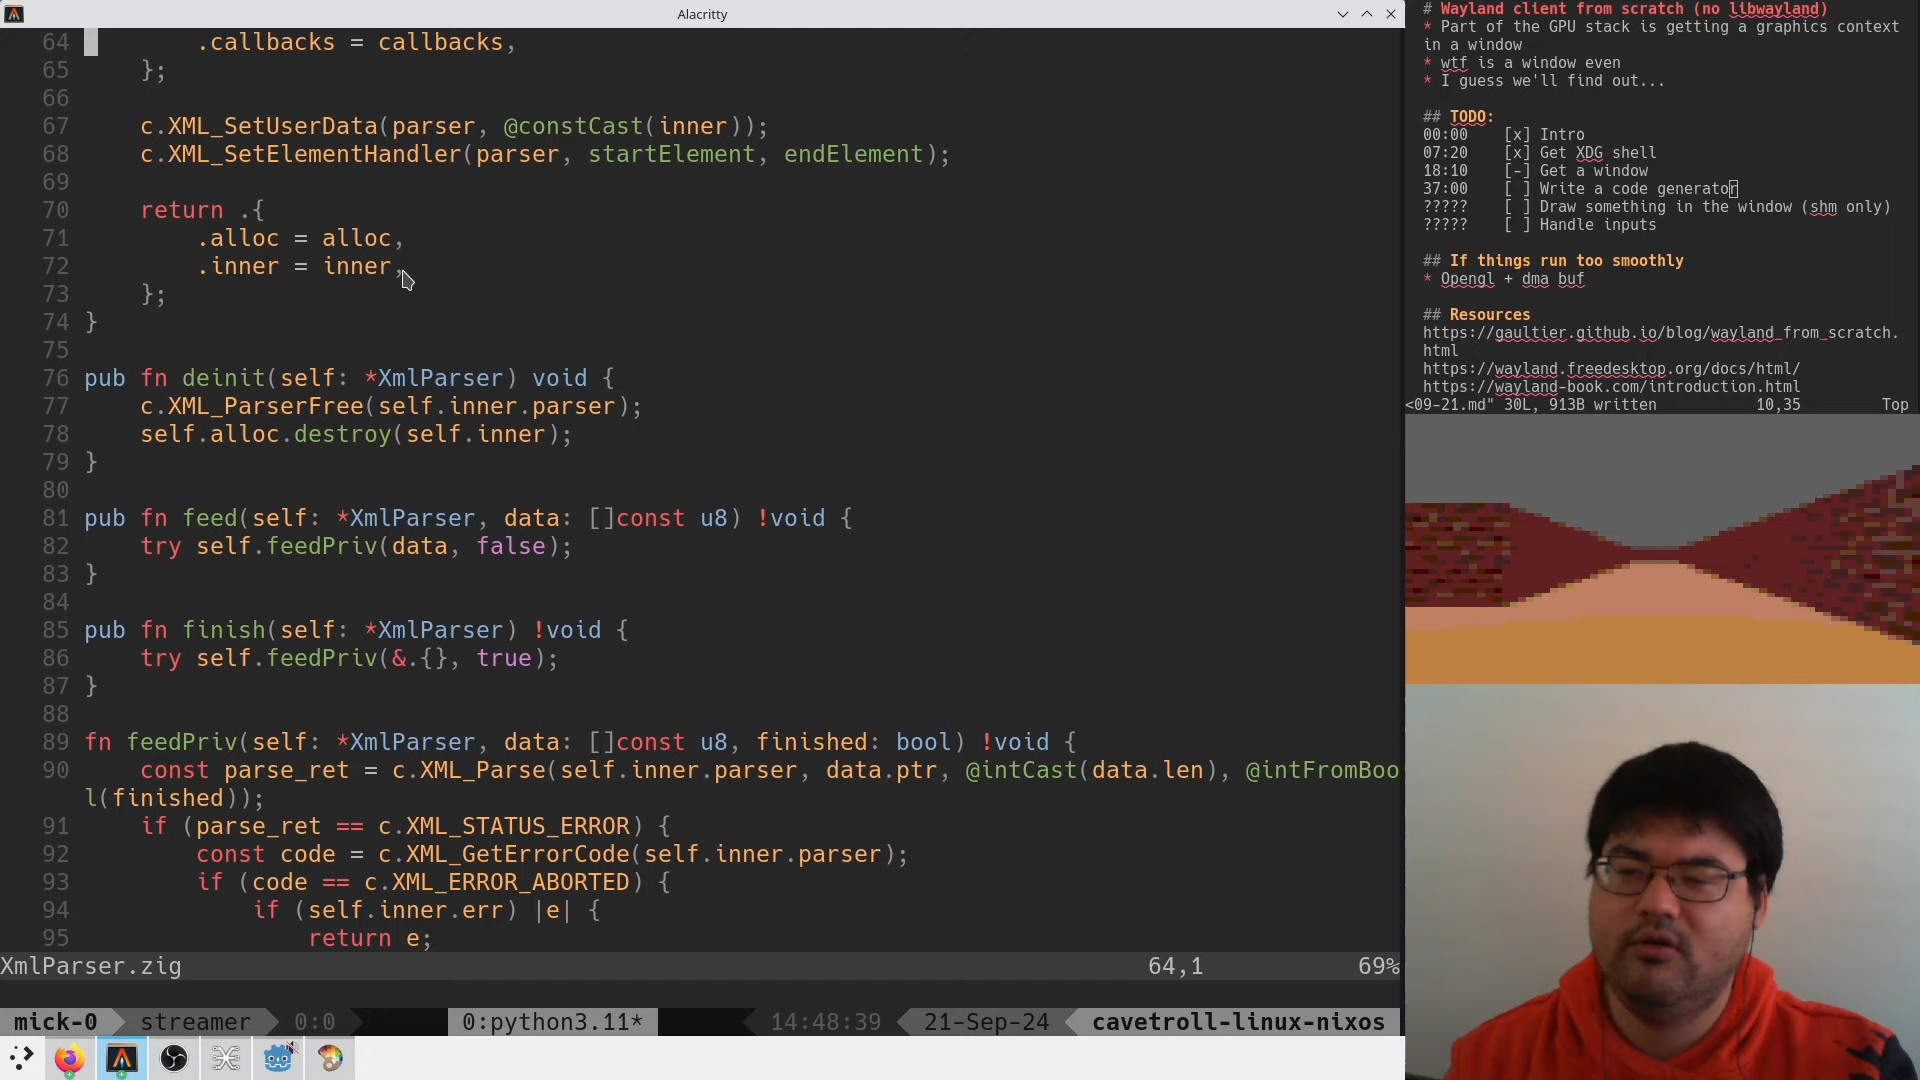 Alacritty
64         .callbacks = callbacks,
65     };
66
67     c.XML_SetUserData(parser, @constCast(inner));
68     c.XML_SetElementHandler(parser, startElement, endElement);
69
70     return .{
71         .alloc = alloc,
72         .inner = inner,
73     };
74 }
75
76 pub fn deinit(self: *XmlParser) void {
77     c.XML_ParserFree(self.inner.parser);
78     self.alloc.destroy(self.inner);
79 }
80
81 pub fn feed(self: *XmlParser, data: []const u8) !void {
82     try self.feedPriv(data, false);
83 }
84
85 pub fn finish(self: *XmlParser) !void {
86     try self.feedPriv(&.{}, true);
87 }
88
89 fn feedPriv(self: *XmlParser, data: []const u8, finished: bool) !void {
90     const parse_ret = c.XML_Parse(self.inner.parser, data.ptr, @intCast(data.len), @intFromBoo
l(finished));
91     if (parse_ret == c.XML_STATUS_ERROR) {
92         const code = c.XML_GetErrorCode(self.inner.parser);
93         if (code == c.XML_ERROR_ABORTED) {
94             if (self.inner.err) |e| {
95                 return e;
XmlParser.zig 64,1 69%
mick-0 streamer 0:0 0:python3.11* 14:48:39 21-Sep-24 cavetroll-linux-nixos
# Wayland client from scratch (no libwayland)
* Part of the GPU stack is getting a graphics context
in a window
* wtf is a window even
* I guess we'll find out...
## TODO:
00:00 [x] Intro
07:20 [x] Get XDG shell
18:10 [-] Get a window
37:00 [ ] Write a code generator
????? [ ] Draw something in the window (shm only)
????? [ ] Handle inputs
## If things run too smoothly
* Opengl + dma buf
## Resources
https://gaultier.github.io/blog/wayland_from_scratch.
html
https://wayland.freedesktop.org/docs/html/
https://wayland-book.com/introduction.html
<09-21.md" 30L, 913B written 10,35 Top